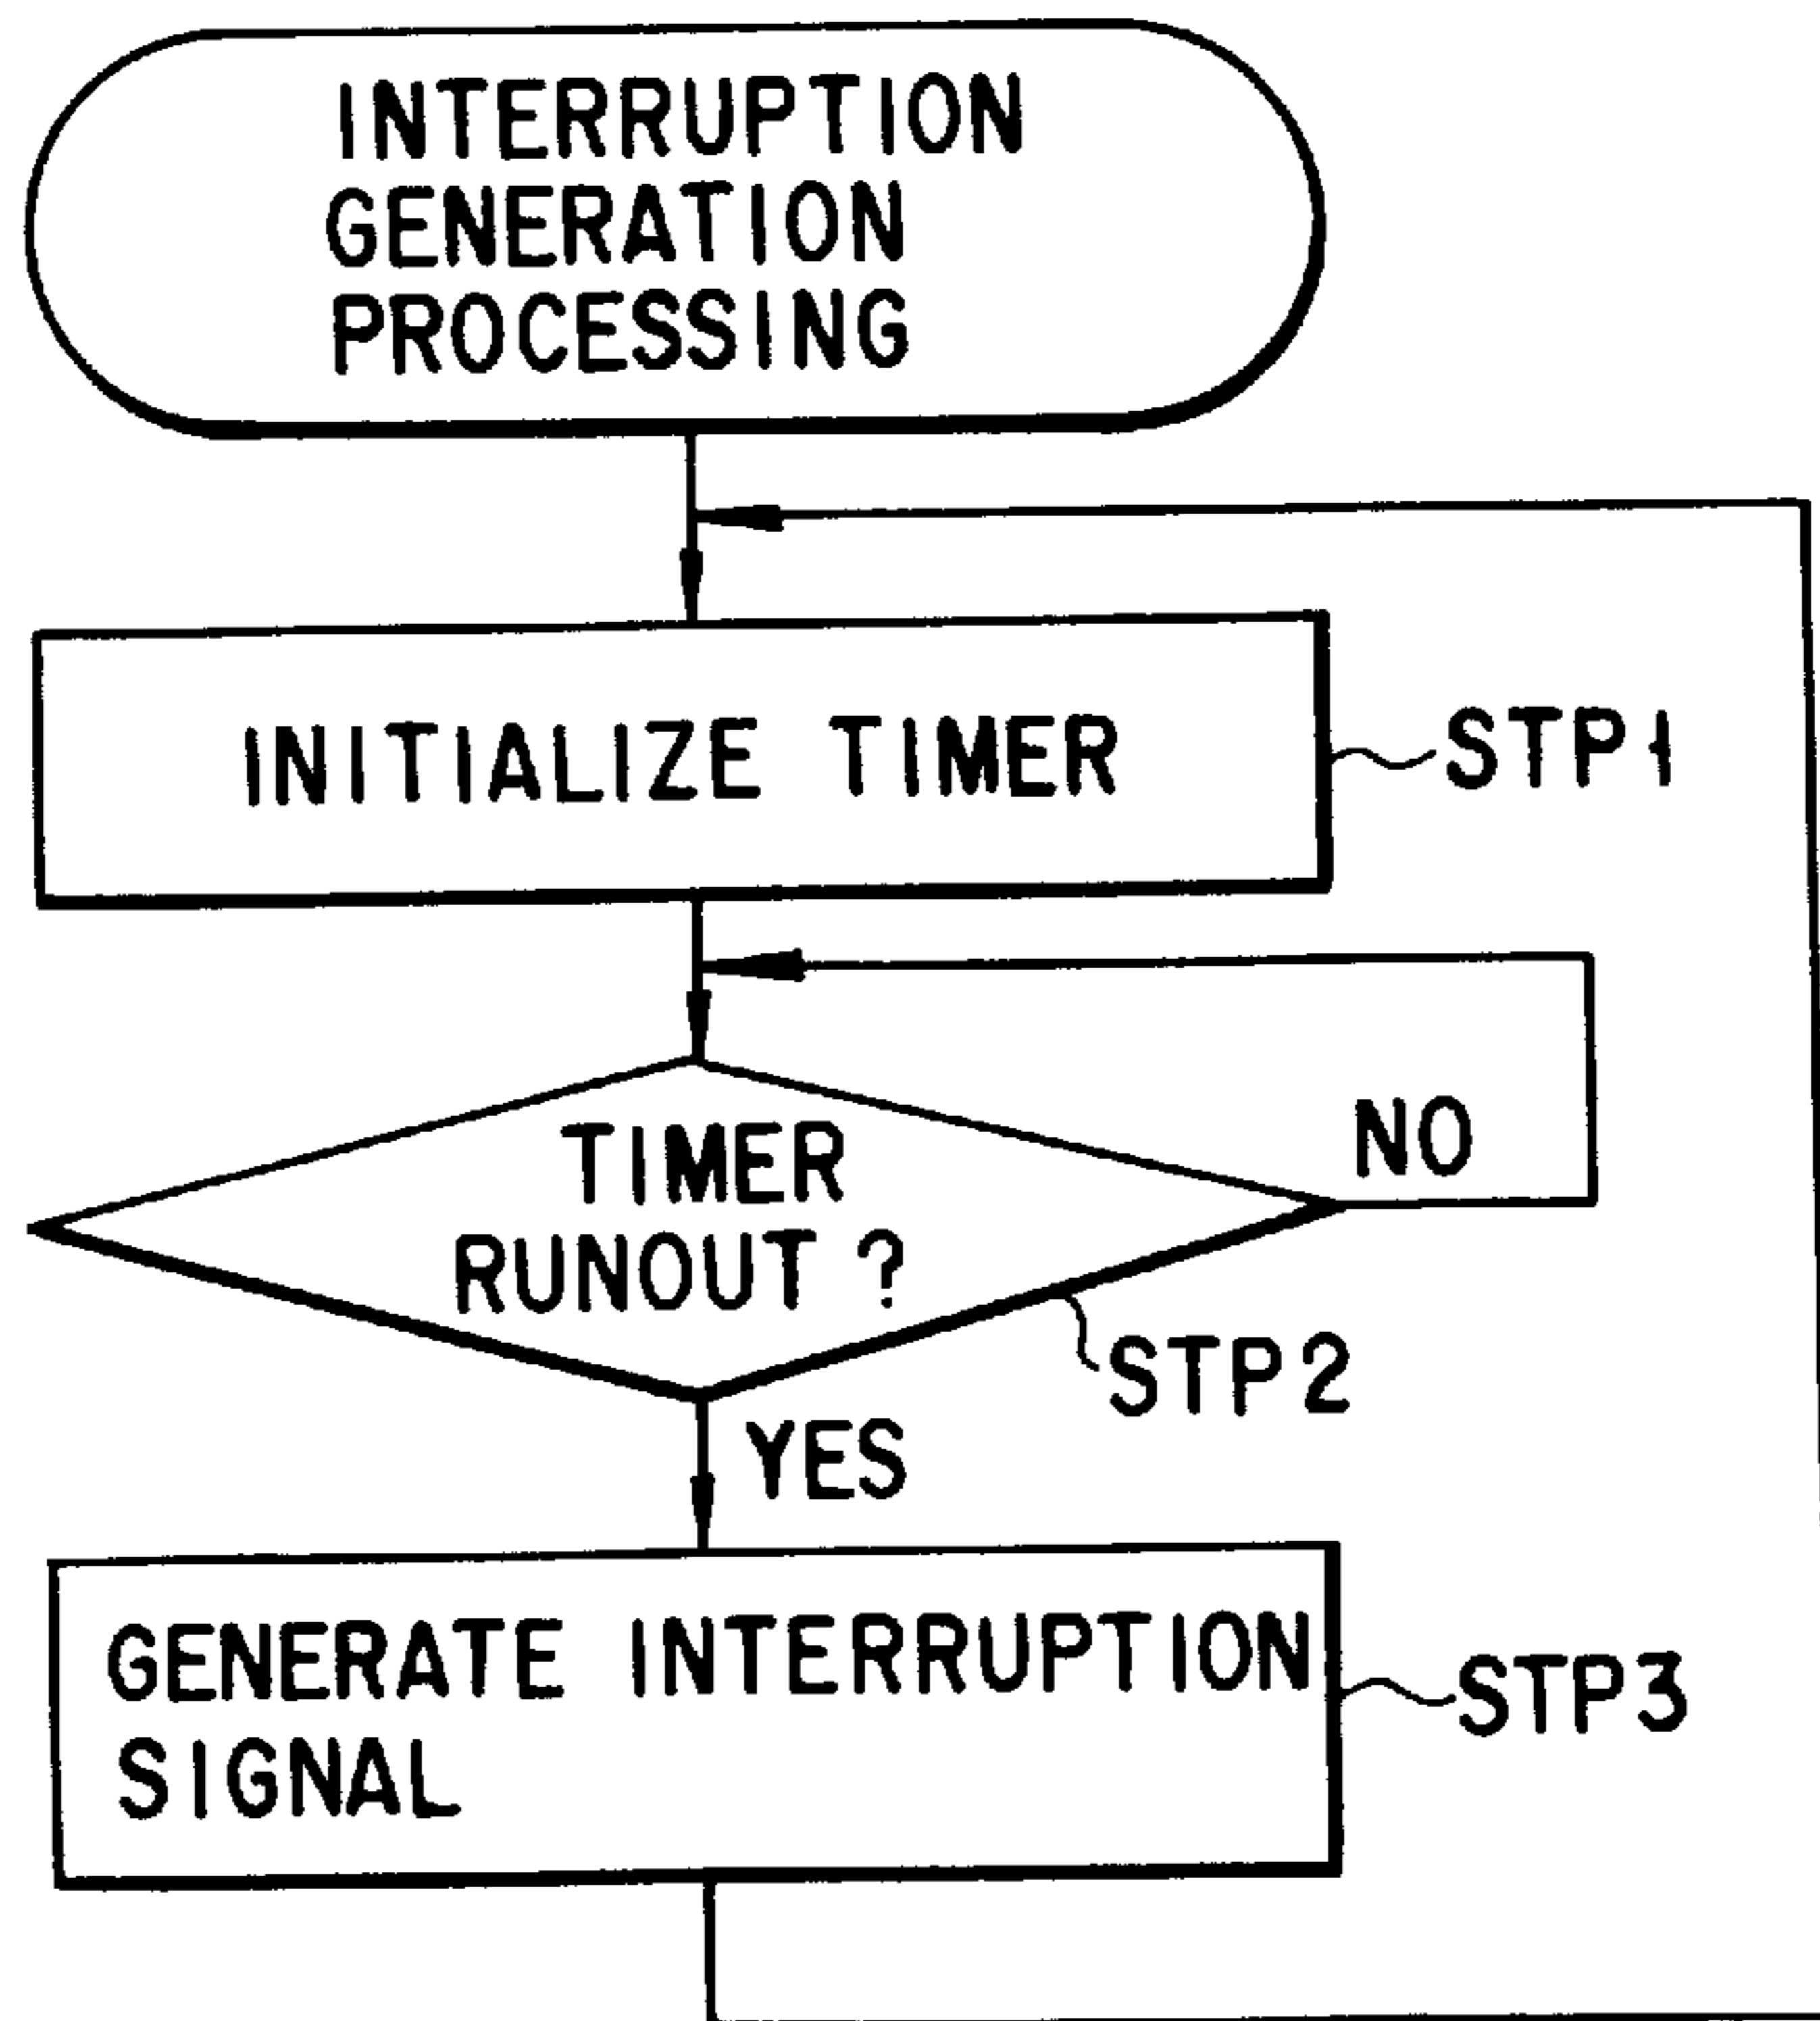 INTERRUPTION
GENERATION
PROCESSING
INITIALIZE TIMER
STP1
TIMER
RUNOUT ?
NO
STP2
YES
GENERATE INTERRUPTION
SIGNAL
STP3